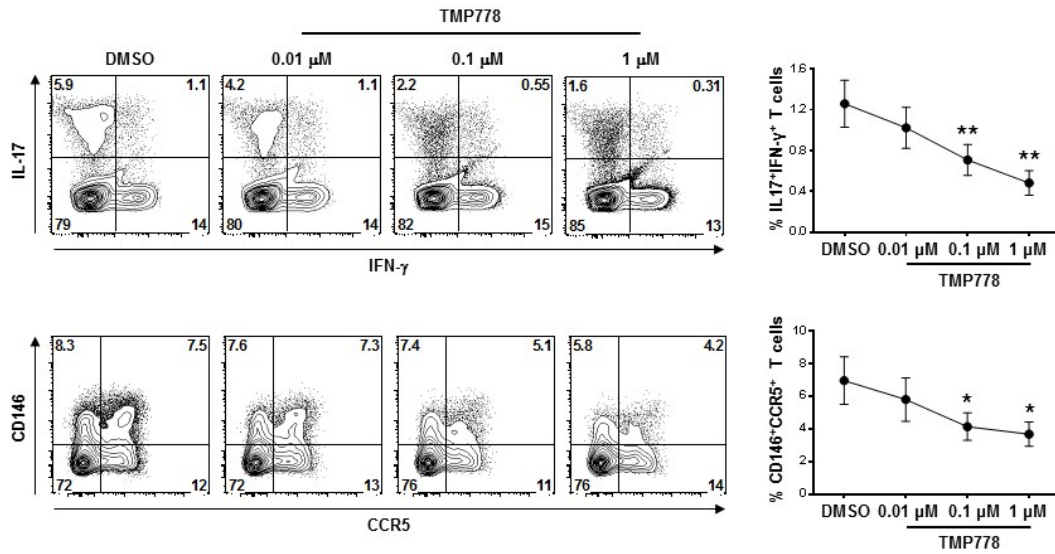 TMP778
DMSO 0.01 µM 0.1 µM 1 µM
5.9 1.1 4.2 1.1 2.2 0.55 1.6 0.31
IL-17
79 14 80 14 82 15 85 13
IFN-γ
% IL17⁺IFN-γ⁺ T cells
1.6
1.2
0.8
0.4
0.0
** **
DMSO 0.01 µM 0.1 µM 1 µM
TMP778
8.3 7.5 7.6 7.3 7.4 5.1 5.8 4.2
CD146
72 12 72 13 76 11 76 14
CCR5
% CD146⁺CCR5⁺ T cells
10
8
6
4
2
0
* *
DMSO 0.01 µM 0.1 µM 1 µM
TMP778